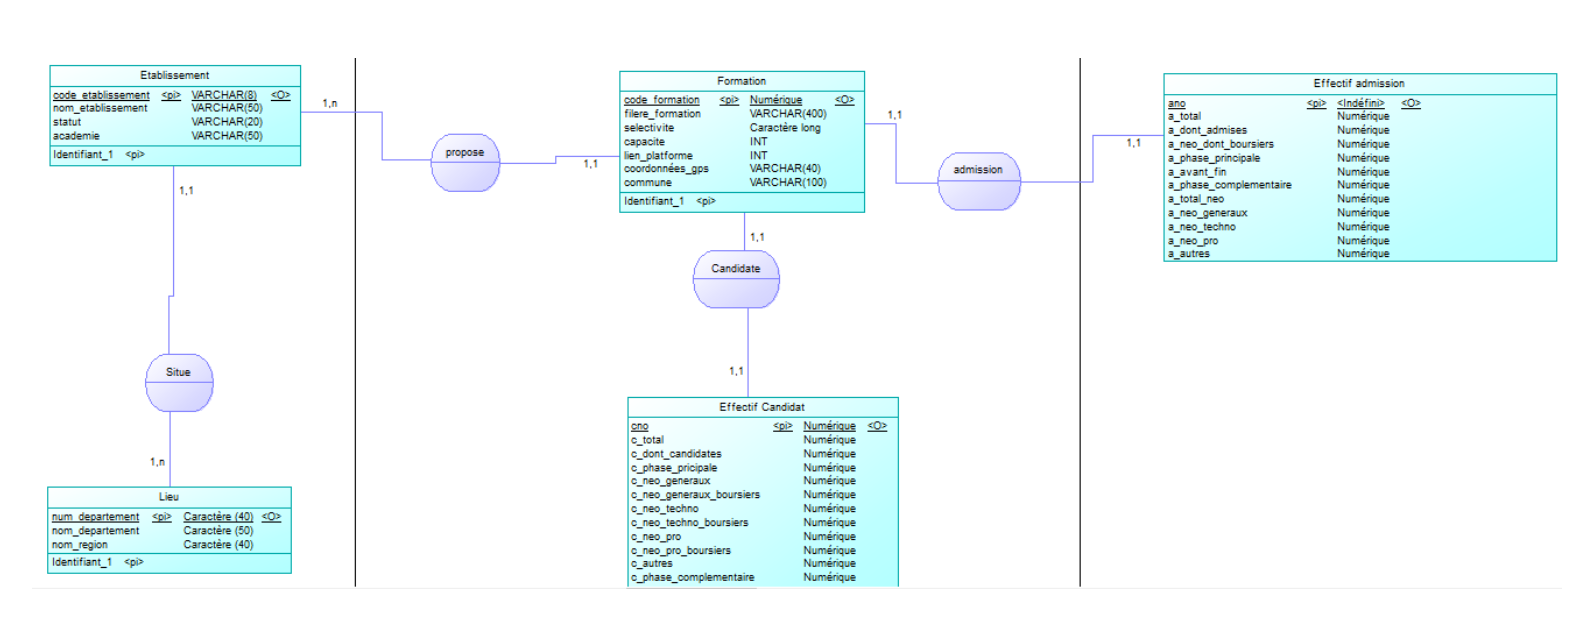 Etablissement
code_etablissement <pi> VARCHAR(8) <O>
nom_etablissement VARCHAR(50)
statut VARCHAR(20)
academie VARCHAR(50)
Identifiant_1 <pi>
1,n
propose
1,1
Formation
code_formation <pi> Numérique <O>
filere_formation VARCHAR(400)
selectivite Caractère long
capacite INT
lien_platforme INT
coordonnées_gps VARCHAR(40)
commune VARCHAR(100)
Identifiant_1 <pi>
1,1
admission
1,1
Effectif admission
ano <pi> <Indéfini> <O>
a_total Numérique
a_dont_admises Numérique
a_neo_dont_boursiers Numérique
a_phase_principale Numérique
a_avant_fin Numérique
a_phase_complementaire Numérique
a_total_neo Numérique
a_neo_generaux Numérique
a_neo_techno Numérique
a_neo_pro Numérique
a_autres Numérique
1,1
Situe
1,n
Lieu
num_departement <pi> Caractère (40) <O>
nom_departement Caractère (50)
nom_region Caractère (40)
Identifiant_1 <pi>
1,1
Candidate
1,1
Effectif Candidat
cno <pi> Numérique <O>
c_total Numérique
c_dont_candidates Numérique
c_phase_pricipale Numérique
c_neo_generaux Numérique
c_neo_generaux_boursiers Numérique
c_neo_techno Numérique
c_neo_techno_boursiers Numérique
c_neo_pro Numérique
c_neo_pro_boursiers Numérique
c_autres Numérique
c_phase_complementaire Numérique